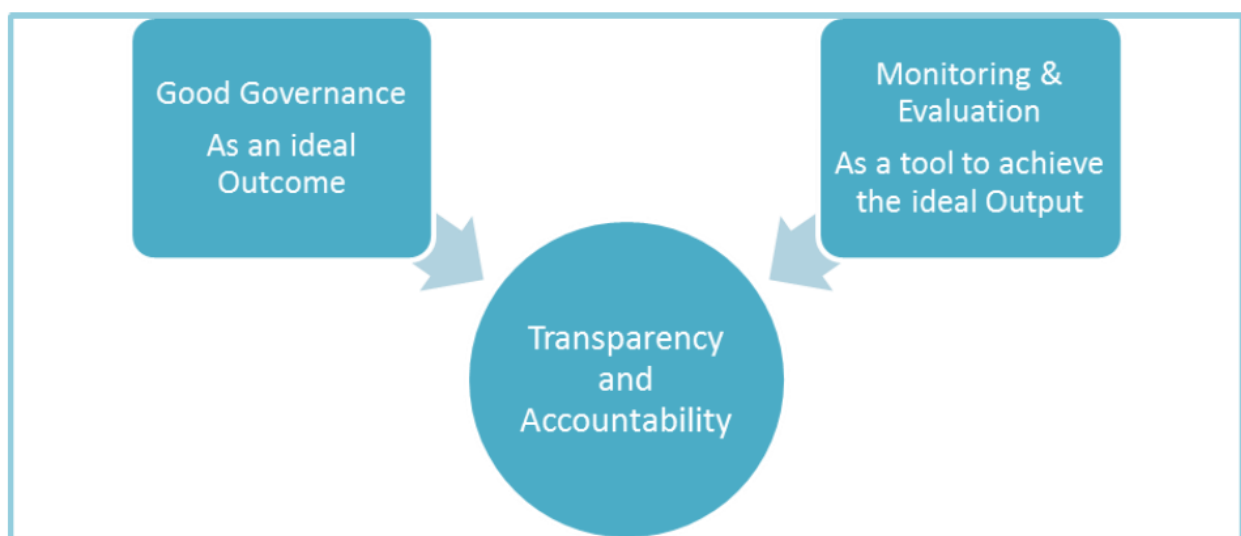 Good Governance
As an ideal
Outcome
Monitoring &
Evaluation
As a tool to achieve
the ideal Output
Transparency
and
Accountability